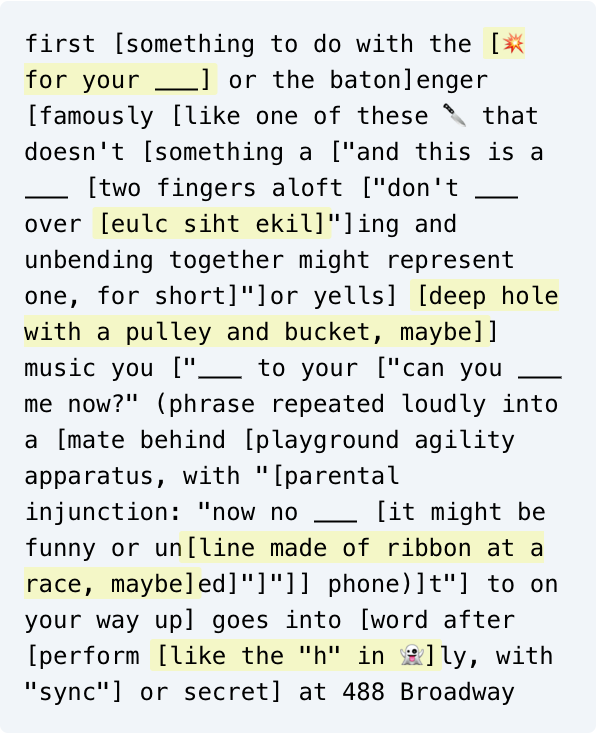 first [something to do with the [💥
for your ___] or the baton]enger
[famously [like one of these 🔪 that
doesn't [something a ["and this is a
___ [two fingers aloft ["don't ___
over [eulc siht ekil]"]ing and
unbending together might represent
one, for short]"]or yells] [deep hole
with a pulley and bucket, maybe]]
music you ["___ to your ["can you ___
me now?" (phrase repeated loudly into
a [mate behind [playground agility
apparatus, with "[parental
injunction: "now no ___ [it might be
funny or un[line made of ribbon at a
race, maybe]ed]"]"]] phone)]t"] to on
your way up] goes into [word after
[perform [like the "h" in 👻]ly, with
"sync"] or secret] at 488 Broadway